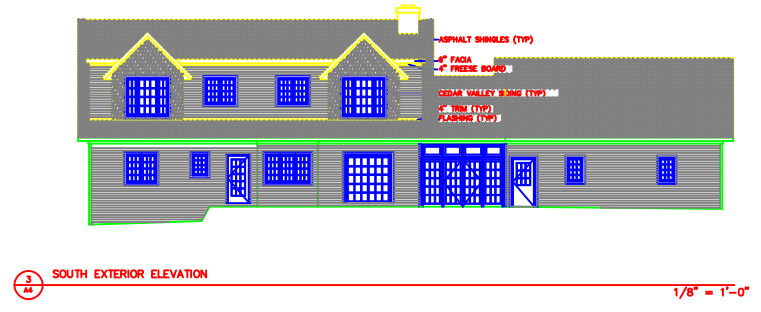 ASPHALT SHINGLES (TYP)
6" FACIA
4" FREESE BOARD
CEDAR VAILLEY SIDING (TYP)
4" TRIM (TYP)
FLASHING (TYP)
3
A4
SOUTH EXTERIOR ELEVATION
1/8" = 1'-0"